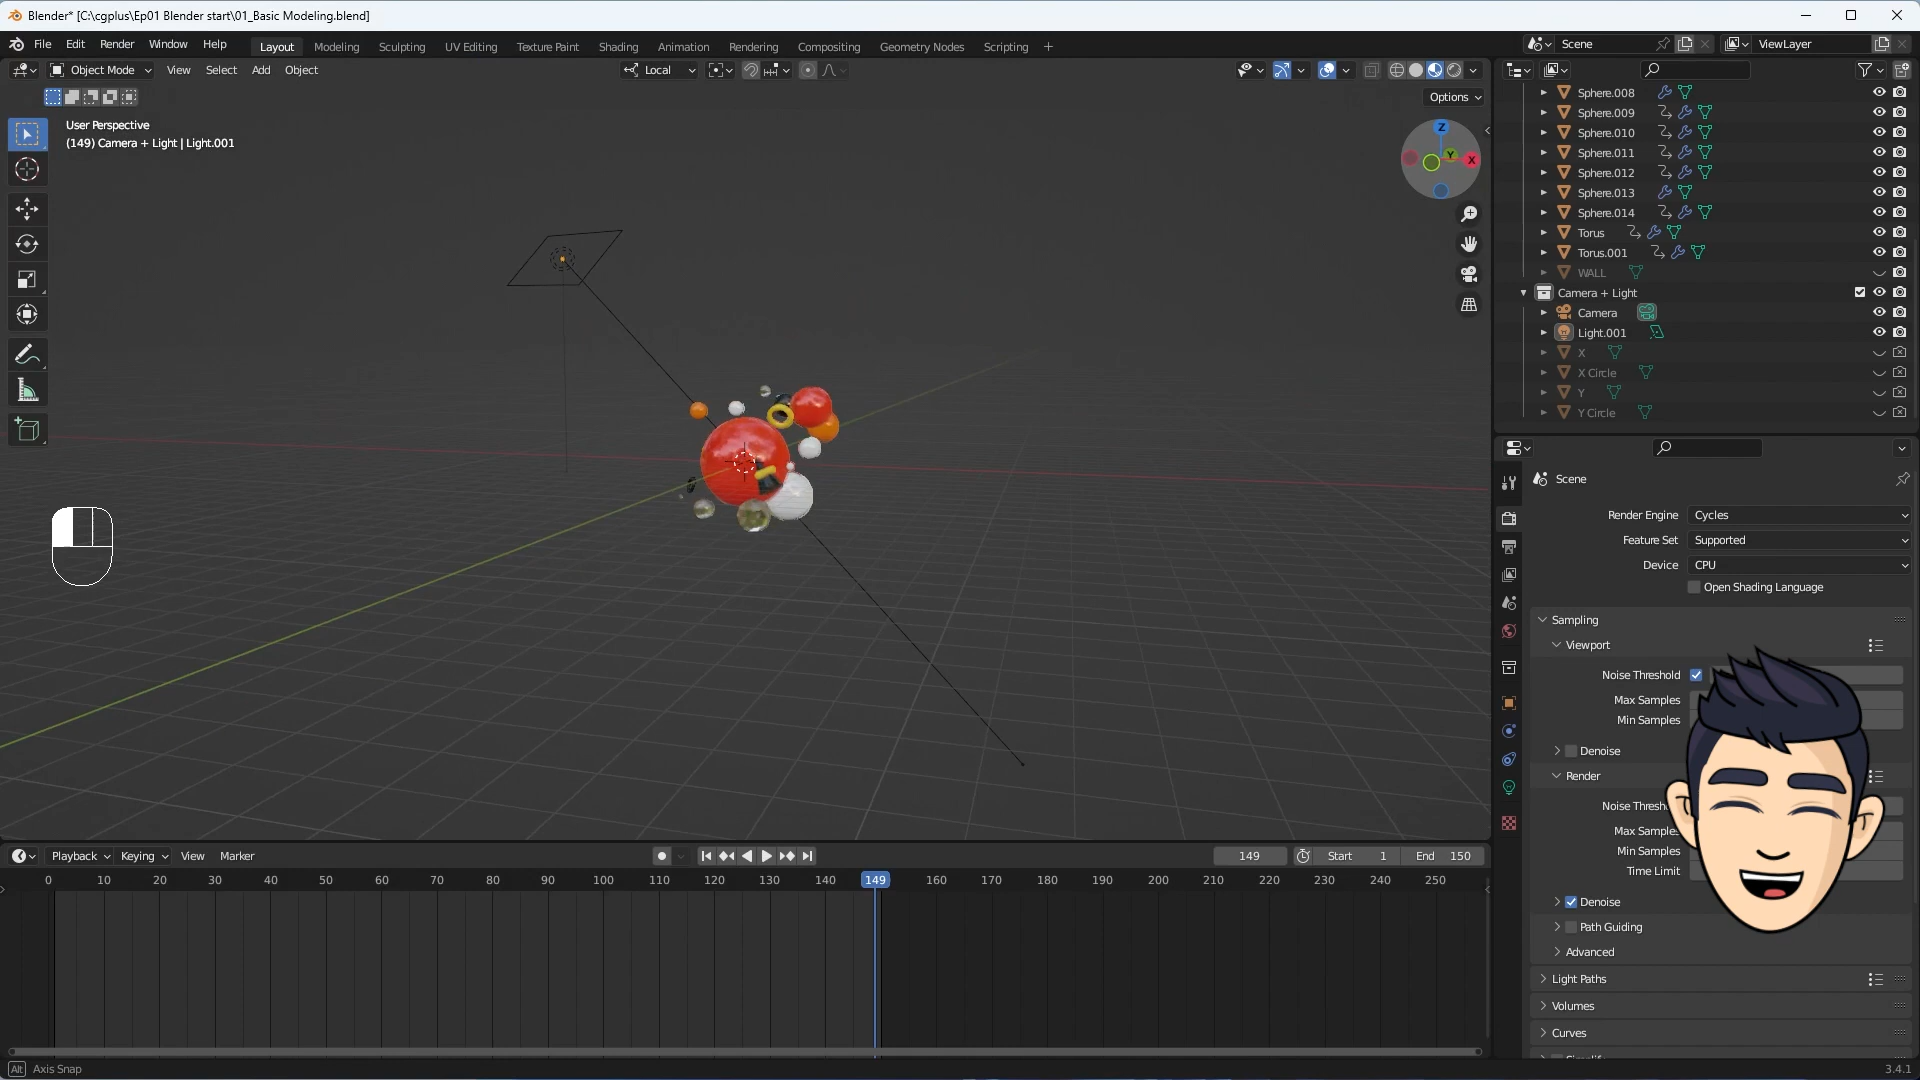 Blender* [C:\cgplus\Ep01 Blender start\01_Basic Modeling.blend]
File Edit Render Window Help Layout Modeling Sculpting UV Editing Texture Paint Shading Animation Rendering Compositing Geometry Nodes Scripting + Scene ViewLayer
Object Mode View Select Add Object Local
Options
User Perspective
(149) Camera + Light | Light.001
Z
Y
X
Sphere.008
Sphere.009
Sphere.010
Sphere.011
Sphere.012
Sphere.013
Sphere.014
Torus
Torus.001
WALL
Camera + Light
Camera
Light.001
X
X Circle
Y
Y Circle
Scene
Render Engine Cycles
Feature Set Supported
Device CPU
Open Shading Language
Sampling
Viewport
Noise Threshold
Max Samples
Min Samples
Denoise
Render
Max Samples
Min Samples
Time Limit
Denoise
Path Guiding
Advanced
Light Paths
Volumes
Curves
Playback Keying View Marker 149 Start 1 End 150
0 10 20 30 40 50 60 70 80 90 100 110 120 130 140 149 160 170 180 190 200 210 220 230 240 250
Alt Axis Snap
3.4.1